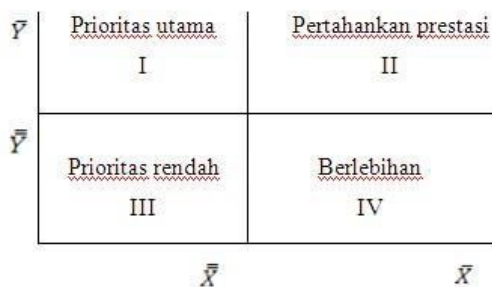 Y̅ Prioritas utama Pertahankan prestasi
I II
Y̿
Prioritas rendah Berlebihan
III IV
X̿ X̅